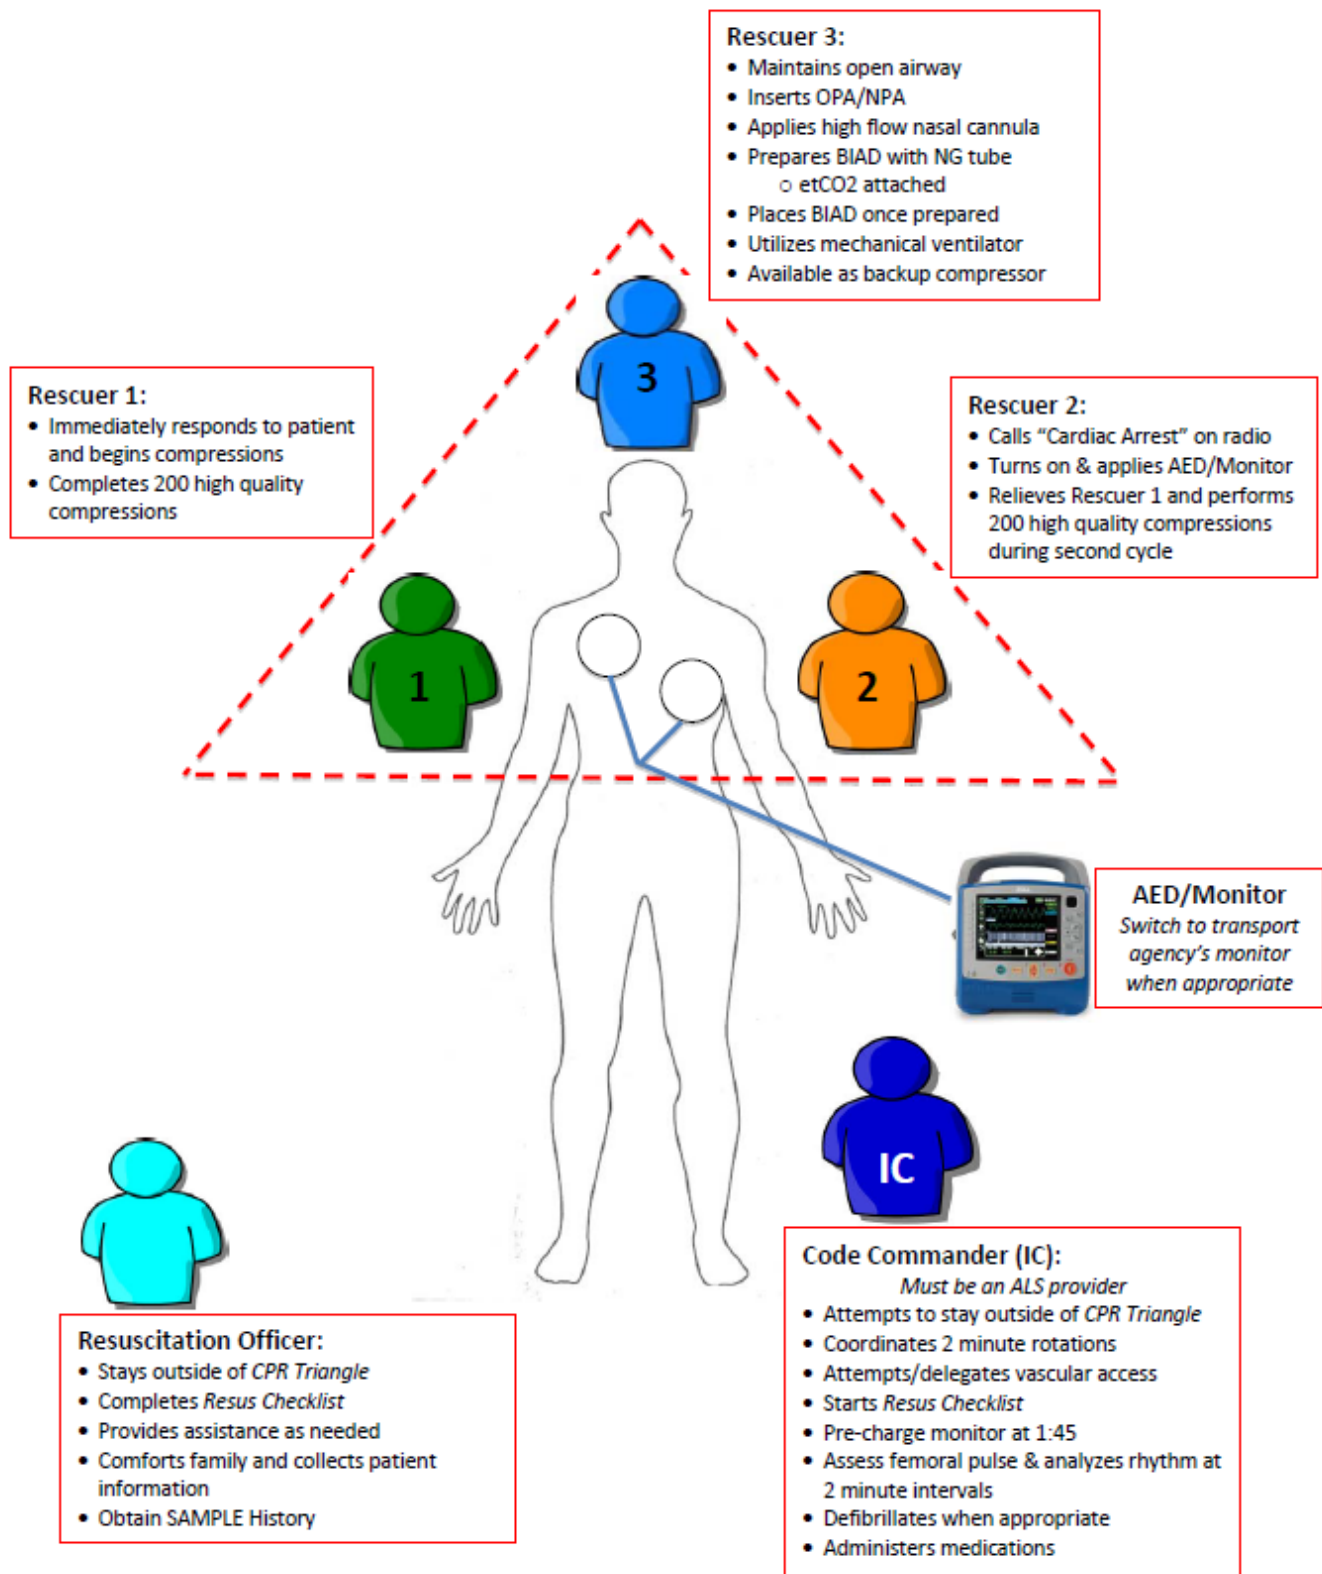 Rescuer 3:
• Maintains open airway
• Inserts OPA/NPA
• Applies high flow nasal cannula
• Prepares BIAD with NG tube
○ etCO2 attached
• Places BIAD once prepared
• Utilizes mechanical ventilator
• Available as backup compressor
3
Rescuer 1:
• Immediately responds to patient
and begins compressions
• Completes 200 high quality
compressions
Rescuer 2:
• Calls “Cardiac Arrest” on radio
• Turns on & applies AED/Monitor
• Relieves Rescuer 1 and performs
200 high quality compressions
during second cycle
1
2
AED/Monitor
Switch to transport
agency’s monitor
when appropriate
IC
Resuscitation Officer:
• Stays outside of CPR Triangle
• Completes Resus Checklist
• Provides assistance as needed
• Comforts family and collects patient
information
• Obtain SAMPLE History
Code Commander (IC):
Must be an ALS provider
• Attempts to stay outside of CPR Triangle
• Coordinates 2 minute rotations
• Attempts/delegates vascular access
• Starts Resus Checklist
• Pre-charge monitor at 1:45
• Assess femoral pulse & analyzes rhythm at
2 minute intervals
• Defibrillates when appropriate
• Administers medications